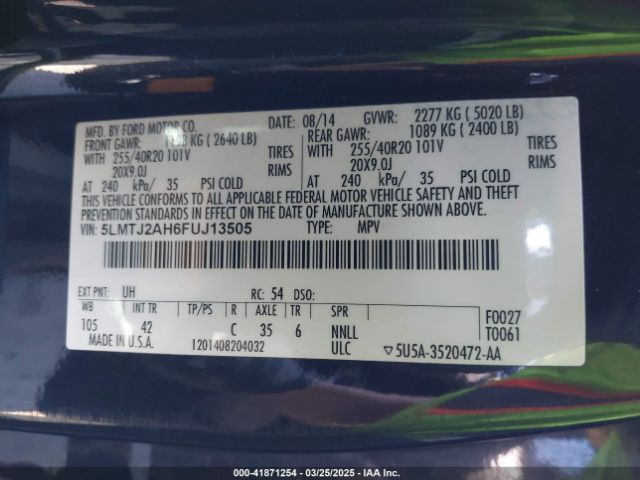 MFD. BY FORD MOTOR CO. DATE: 08/14 GVWR: 2277 KG ( 5020 LB)
FRONT GAWR: KG ( 2640 LB) REAR GAWR: 1089 KG ( 2400 LB)
WITH 255/40R20 101V TIRES WITH 255/40R20 101V TIRES
20X9.0J RIMS 20X9.0J RIMS
AT 240 kPa/ 35 PSI COLD AT 240 kPa/ 35 PSI COLD
THIS VEHICLE CONFORMS TO ALL APPLICABLE FEDERAL MOTOR VEHICLE SAFETY AND THEFT
PREVENTION STANDARDS IN EFFECT ON THE DATE OF MANUFACTURE SHOWN ABOVE.
VIN: 5LMTJ2AH6FUJ13505 TYPE: MPV
EXT PNT: UH RC: 54 DSO:
WB INT TR TP/PS R AXLE TR SPR F0027
105 42 C 35 6 NNLL T0061
MADE IN U.S.A. 1201408204032 ULC ▽5U5A-3520472-AA
000-41871254 - 03/25/2025 - IAA Inc.